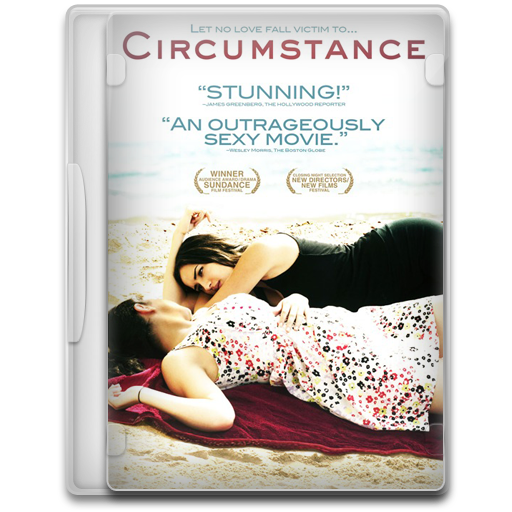 LET NO LOVE FALL VICTIM TO...
CIRCUMSTANCE
"STUNNING!"
–JAMES GREENBERG, THE HOLLYWOOD REPORTER
"AN OUTRAGEOUSLY
SEXY MOVIE."
–WESLEY MORRIS, THE BOSTON GLOBE
WINNER
AUDIENCE AWARD/DRAMA
SUNDANCE
FILM FESTIVAL
CLOSING NIGHT SELECTION
NEW DIRECTORS/
NEW FILMS
FESTIVAL